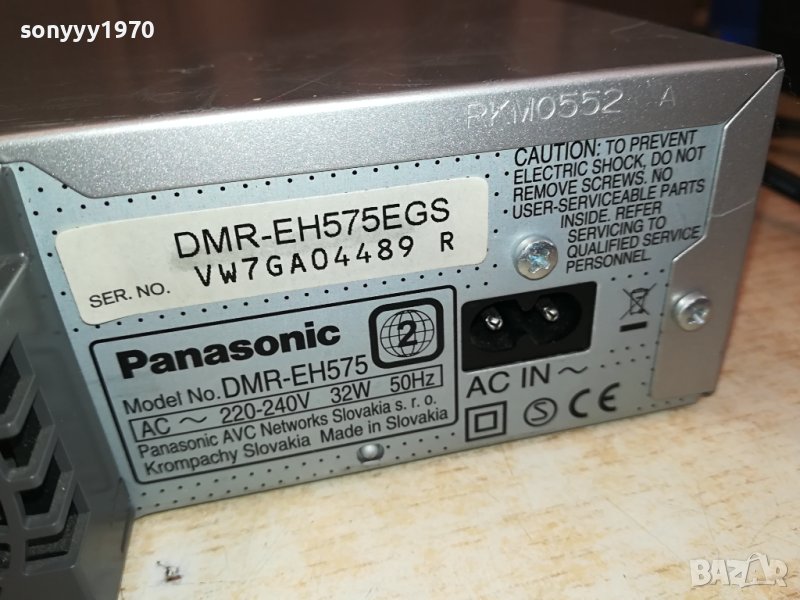 sonyyy1970
PKM0552 A
CAUTION: TO PREVENT
ELECTRIC SHOCK, DO NOT
REMOVE SCREWS. NO
USER-SERVICEABLE PARTS
INSIDE. REFER
SERVICING TO
QUALIFIED SERVICE
PERSONNEL.
DMR-EH575EGS
SER. NO. VW7GA04489 R
Panasonic 2
Model No. DMR-EH575
AC ~ 220-240V 32W 50Hz
Panasonic AVC Networks Slovakia s. r. o.
Krompachy Slovakia Made in Slovakia
AC IN ~
S CE
BAZAR